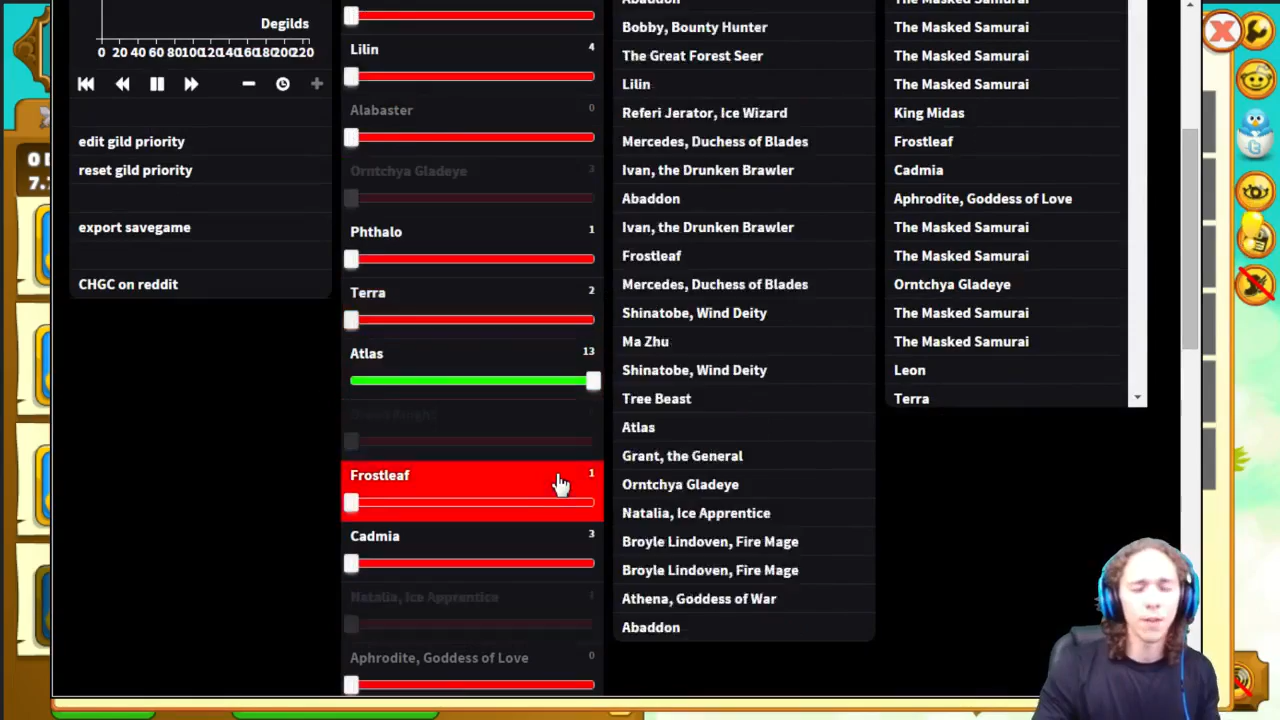 Degilds
0 20 40 60 80
220
edit gild priority
reset gild priority
export savegame
CHGC on reddit
Lilin 4
Alabaster 0
Orntchya Gladeye 3
Phthalo 1
Terra 2
Atlas 13
Frostleaf 1
Cadmia 3
Natalia, Ice Apprentice
Aphrodite, Goddess of Love 0
Bobby, Bounty Hunter
The Great Forest Seer
Lilin
Referi Jerator, Ice Wizard
Mercedes, Duchess of Blades
Ivan, the Drunken Brawler
Abaddon
Ivan, the Drunken Brawler
Frostleaf
Mercedes, Duchess of Blades
Shinatobe, Wind Deity
Ma Zhu
Shinatobe, Wind Deity
Tree Beast
Atlas
Grant, the General
Orntchya Gladeye
Natalia, Ice Apprentice
Broyle Lindoven, Fire Mage
Broyle Lindoven, Fire Mage
Athena, Goddess of War
Abaddon
The Masked Samurai
The Masked Samurai
The Masked Samurai
The Masked Samurai
King Midas
Frostleaf
Cadmia
Aphrodite, Goddess of Love
The Masked Samurai
The Masked Samurai
Orntchya Gladeye
The Masked Samurai
The Masked Samurai
Leon
Terra